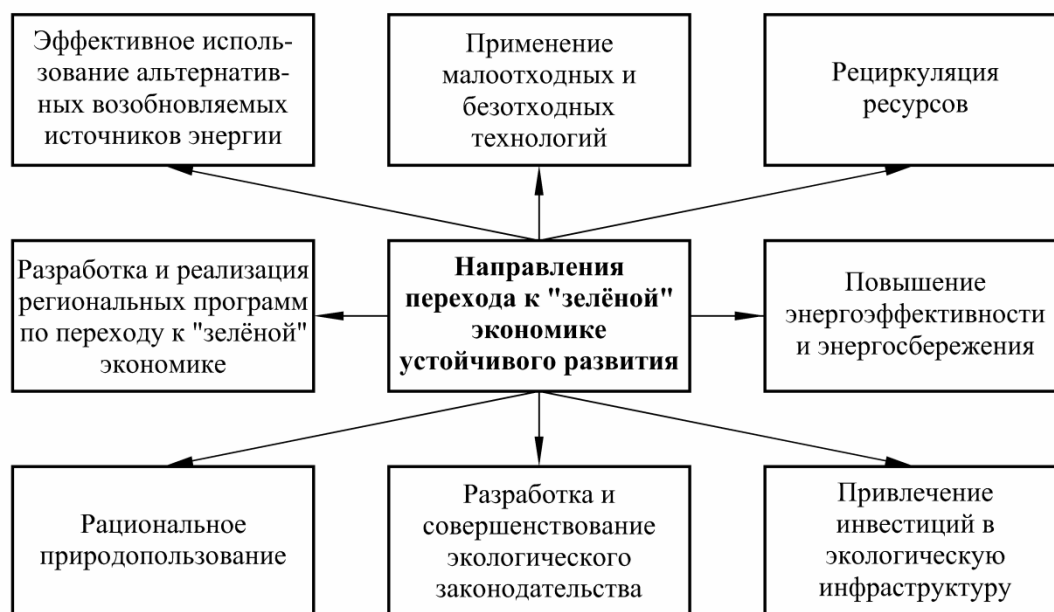 Эффективное исполь-
зование альтернатив-
ных возобновляемых
источников энергии
Применение
малоотходных и
безотходных
технологий
Рециркуляция
ресурсов
Разработка и реализация
региональных программ
по переходу к "зелёной"
экономике
Направления
перехода к "зелёной"
экономике
устойчивого развития
Повышение
энергоэффективности
и энергосбережения
Рациональное
природопользование
Разработка и
совершенствование
экологического
законодательства
Привлечение
инвестиций в
экологическую
инфраструктуру